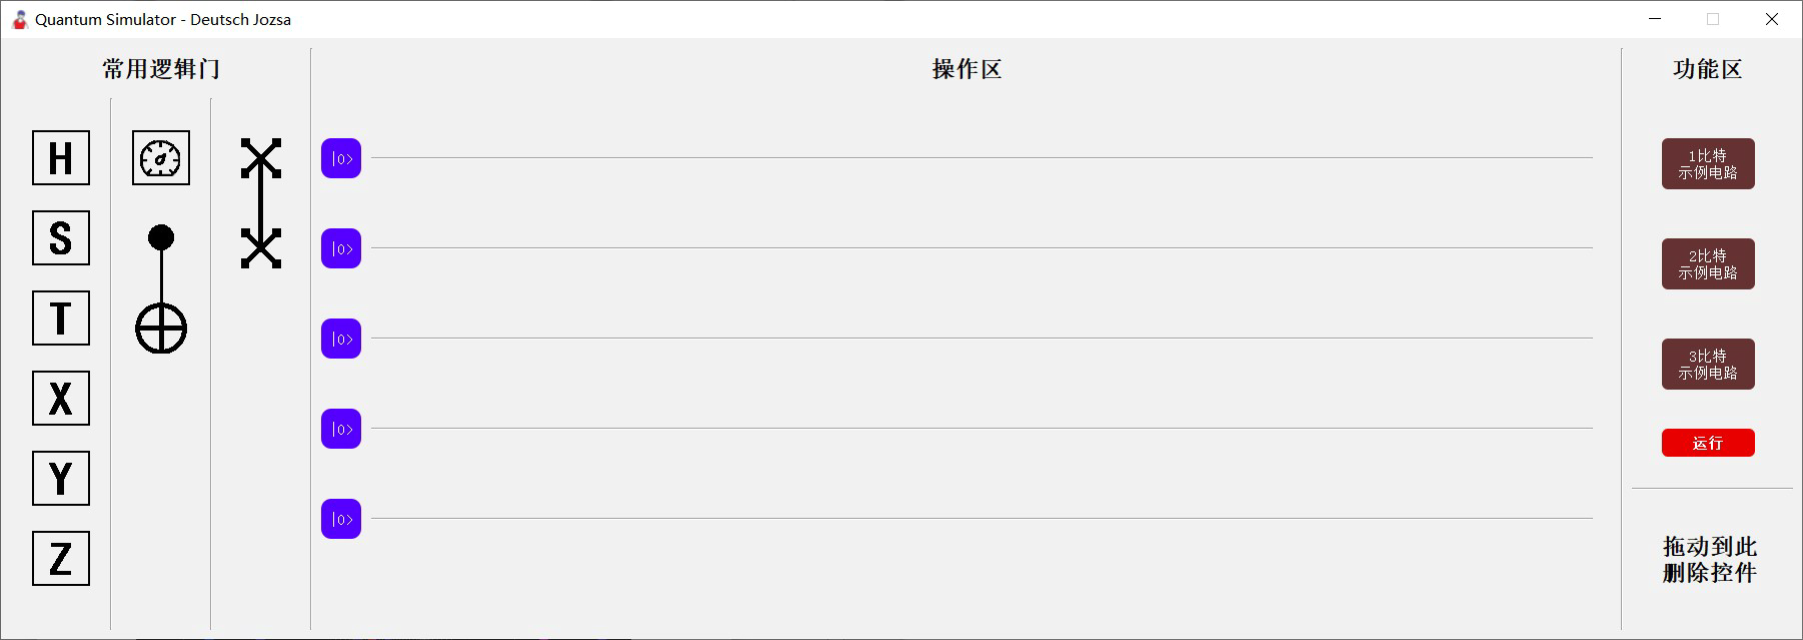 Quantum Simulator - Deutsch Jozsa
常用逻辑门
操作区
功能区
H
S
T
X
Y
Z
|0>
|0>
|0>
|0>
|0>
1比特
示例电路
2比特
示例电路
3比特
示例电路
运行
拖动到此
删除控件